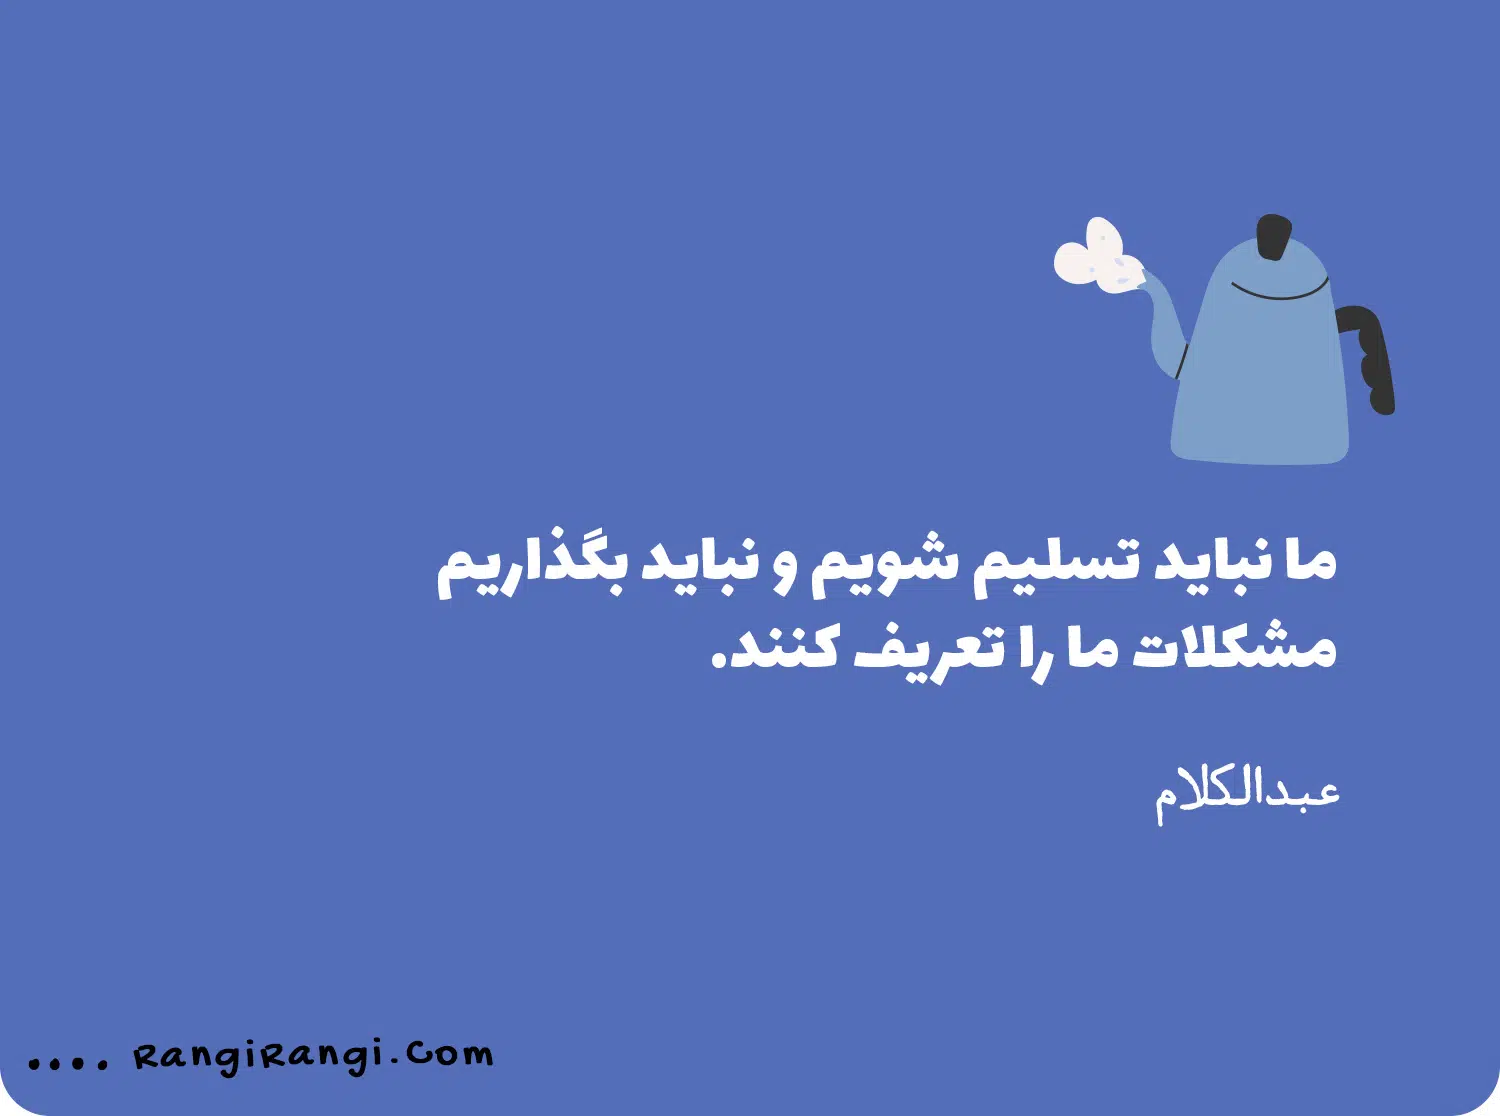 ما نباید تسلیم شویم و نباید بگذاریم
مشکلات ما را تعریف کنند.
عبدالکلام
.... RangiRangi.Com